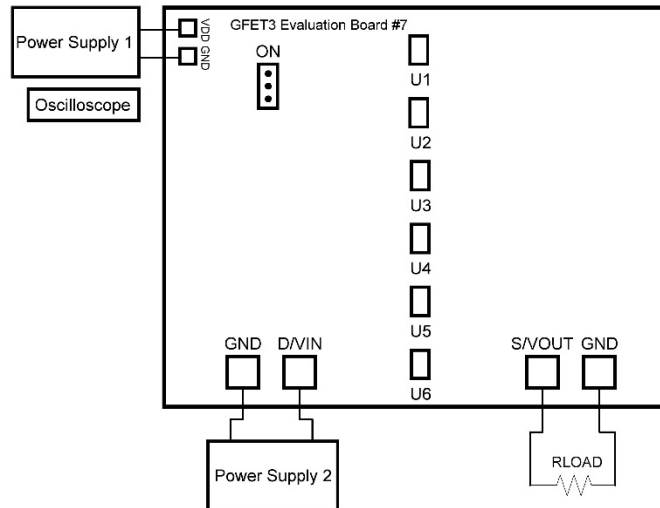 Power Supply 1
VDD
GND
GFET3 Evaluation Board #7
ON
Oscilloscope
U1
U2
U3
U4
U5
U6
GND D/VIN
S/VOUT GND
Power Supply 2
RLOAD